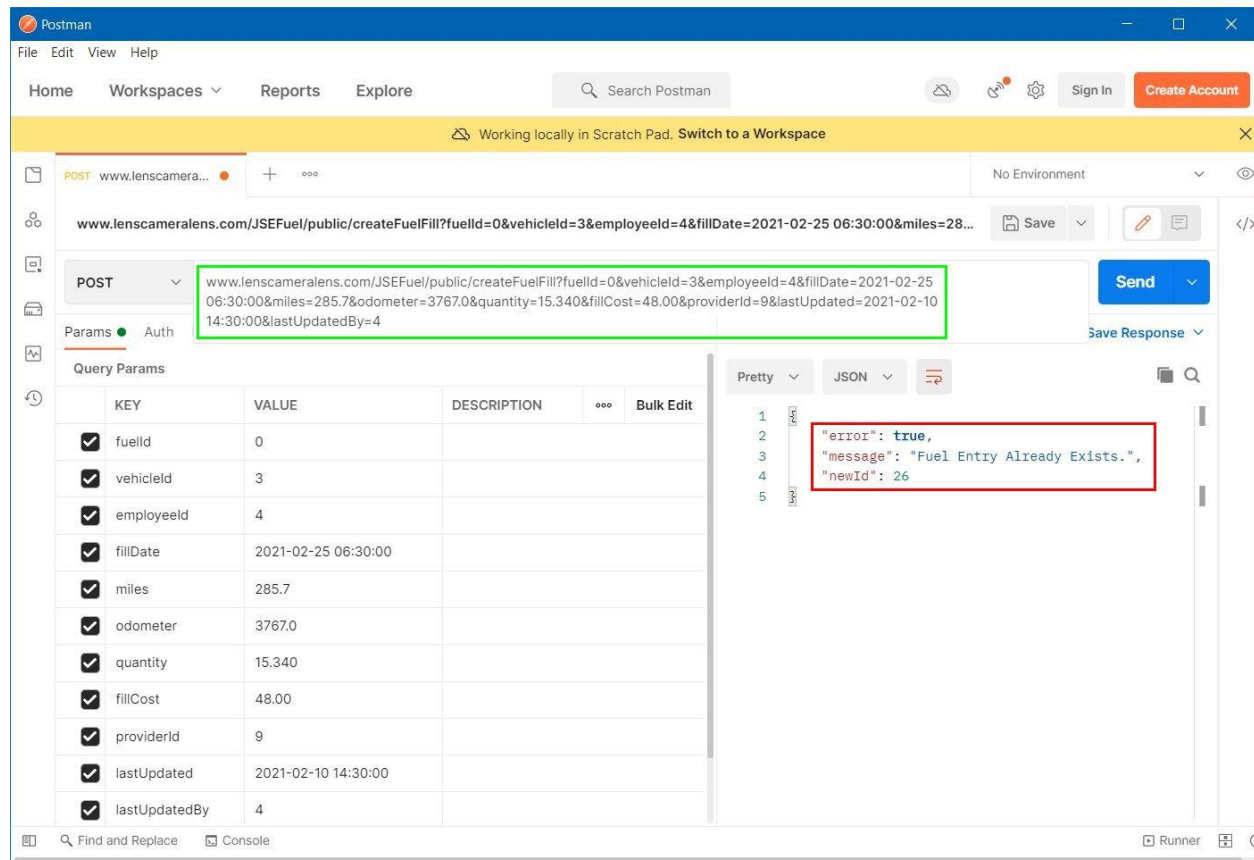 Postman
File Edit View Help
Home Workspaces Reports Explore Search Postman Sign In Create Account
Working locally in Scratch Pad. Switch to a Workspace
POST www.lenscamera... No Environment
www.lenscameralens.com/JSEFuel/public/createFuelFill?fuelId=0&vehicleId=3&employeeId=4&fillDate=2021-02-25 06:30:00&miles=28... Save
POST www.lenscameralens.com/JSEFuel/public/createFuelFill?fuelId=0&vehicleId=3&employeeId=4&fillDate=2021-02-25 Send
06:30:00&miles=285.7&odometer=3767.0&quantity=15.340&fillCost=48.00&providerId=9&lastUpdated=2021-02-10
14:30:00&lastUpdatedBy=4
Params Auth Save Response
Query Params
Pretty JSON
KEY VALUE DESCRIPTION Bulk Edit
fuelId 0
vehicleId 3
employeeId 4
fillDate 2021-02-25 06:30:00
miles 285.7
odometer 3767.0
quantity 15.340
fillCost 48.00
providerId 9
lastUpdated 2021-02-10 14:30:00
lastUpdatedBy 4
1 {
2 "error": true,
3 "message": "Fuel Entry Already Exists.",
4 "newId": 26
5 }
Find and Replace Console Runner